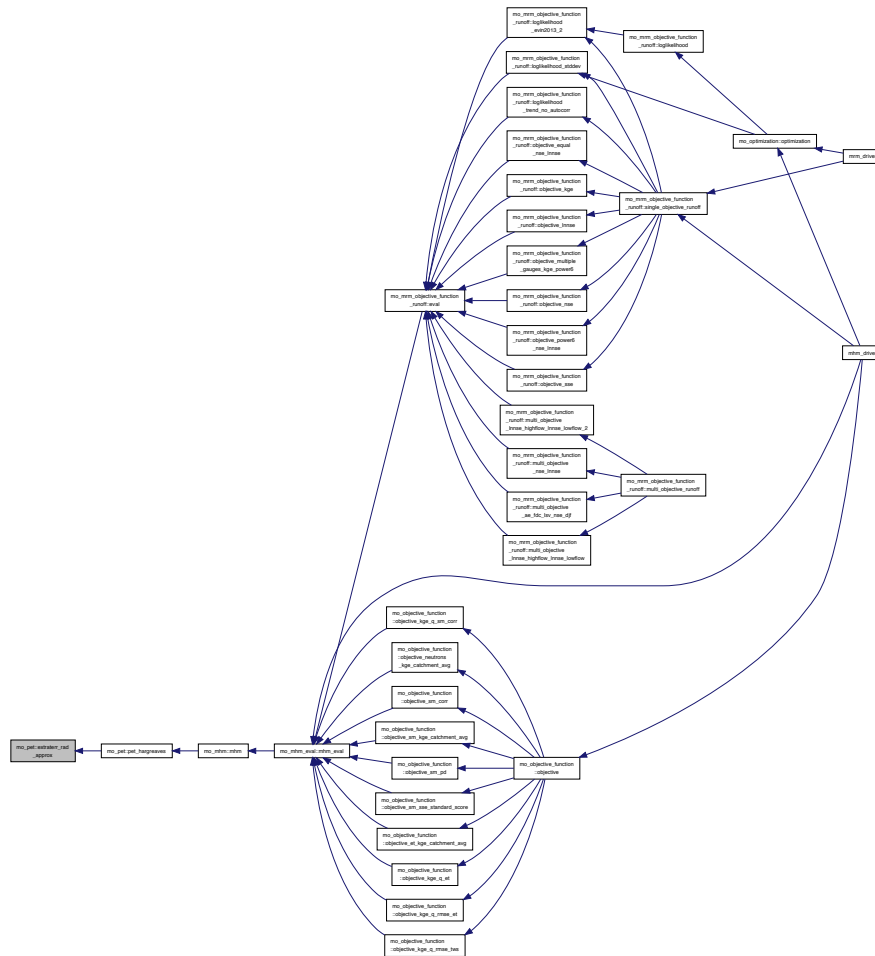 mo_mrm_objective_function
_runoff::loglikelihood
_evin2013_2
mo_mrm_objective_function
_runoff::loglikelihood
mo_mrm_objective_function
_runoff::loglikelihood_stddev
mo_mrm_objective_function
_runoff::loglikelihood
_trend_no_autocorr
mo_optimization::optimization
mrm_driver
mo_mrm_objective_function
_runoff::objective_equal
_nse_lnnse
mo_mrm_objective_function
_runoff::objective_kge
mo_mrm_objective_function
_runoff::single_objective_runoff
mo_mrm_objective_function
_runoff::objective_lnnse
mo_mrm_objective_function
_runoff::objective_multiple
_gauges_kge_power6
mo_mrm_objective_function
_runoff::eval
mo_mrm_objective_function
_runoff::objective_nse
mo_mrm_objective_function
_runoff::objective_power6
_nse_lnnse
mhm_driver
mo_mrm_objective_function
_runoff::objective_sse
mo_mrm_objective_function
_runoff::multi_objective
_lnnse_highflow_lnnse_lowflow_2
mo_mrm_objective_function
_runoff::multi_objective
_nse_lnnse
mo_mrm_objective_function
_runoff::multi_objective_runoff
mo_mrm_objective_function
_runoff::multi_objective
_ae_fdc_lsv_nse_djf
mo_mrm_objective_function
_runoff::multi_objective
_lnnse_highflow_lnnse_lowflow
mo_objective_function
::objective_kge_q_sm_corr
mo_objective_function
::objective_neutrons
_kge_catchment_avg
mo_objective_function
::objective_sm_corr
mo_objective_function
::objective_sm_kge_catchment_avg
mo_pet::extraterr_rad
_approx
mo_pet::pet_hargreaves
mo_mhm::mhm
mo_mhm_eval::mhm_eval
mo_objective_function
::objective_sm_pd
mo_objective_function
::objective
mo_objective_function
::objective_sm_sse_standard_score
mo_objective_function
::objective_et_kge_catchment_avg
mo_objective_function
::objective_kge_q_et
mo_objective_function
::objective_kge_q_rmse_et
mo_objective_function
::objective_kge_q_rmse_tws